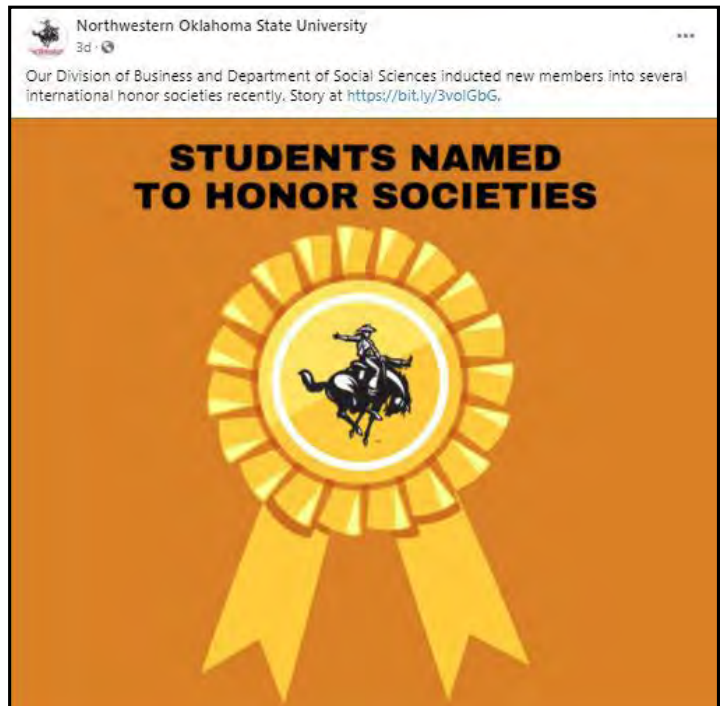 Northwestern Oklahoma State University
3d ·
Our Division of Business and Department of Social Sciences inducted new members into several
international honor societies recently. Story at https://bit.ly/3volGbG.
STUDENTS NAMED
TO HONOR SOCIETIES